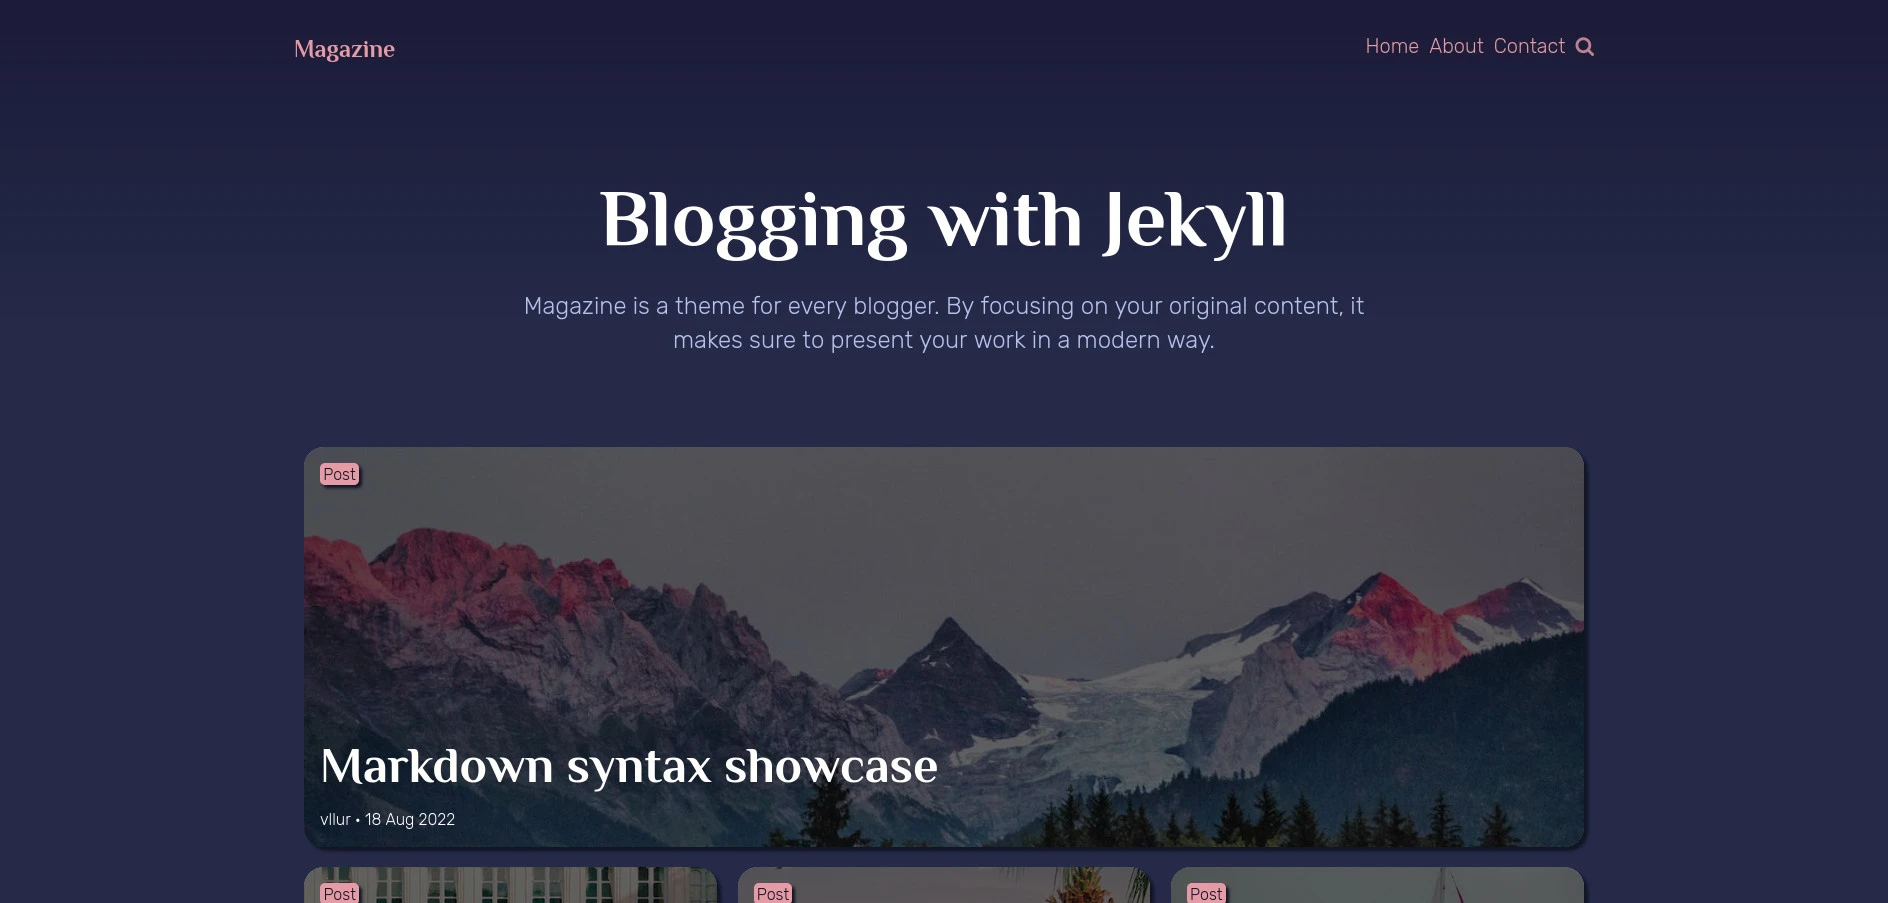 Magazine
Home About Contact
Blogging with Jekyll
Magazine is a theme for every blogger. By focusing on your original content, it
makes sure to present your work in a modern way.
Post
Markdown syntax showcase
vllur • 18 Aug 2022
Post
Post
Post